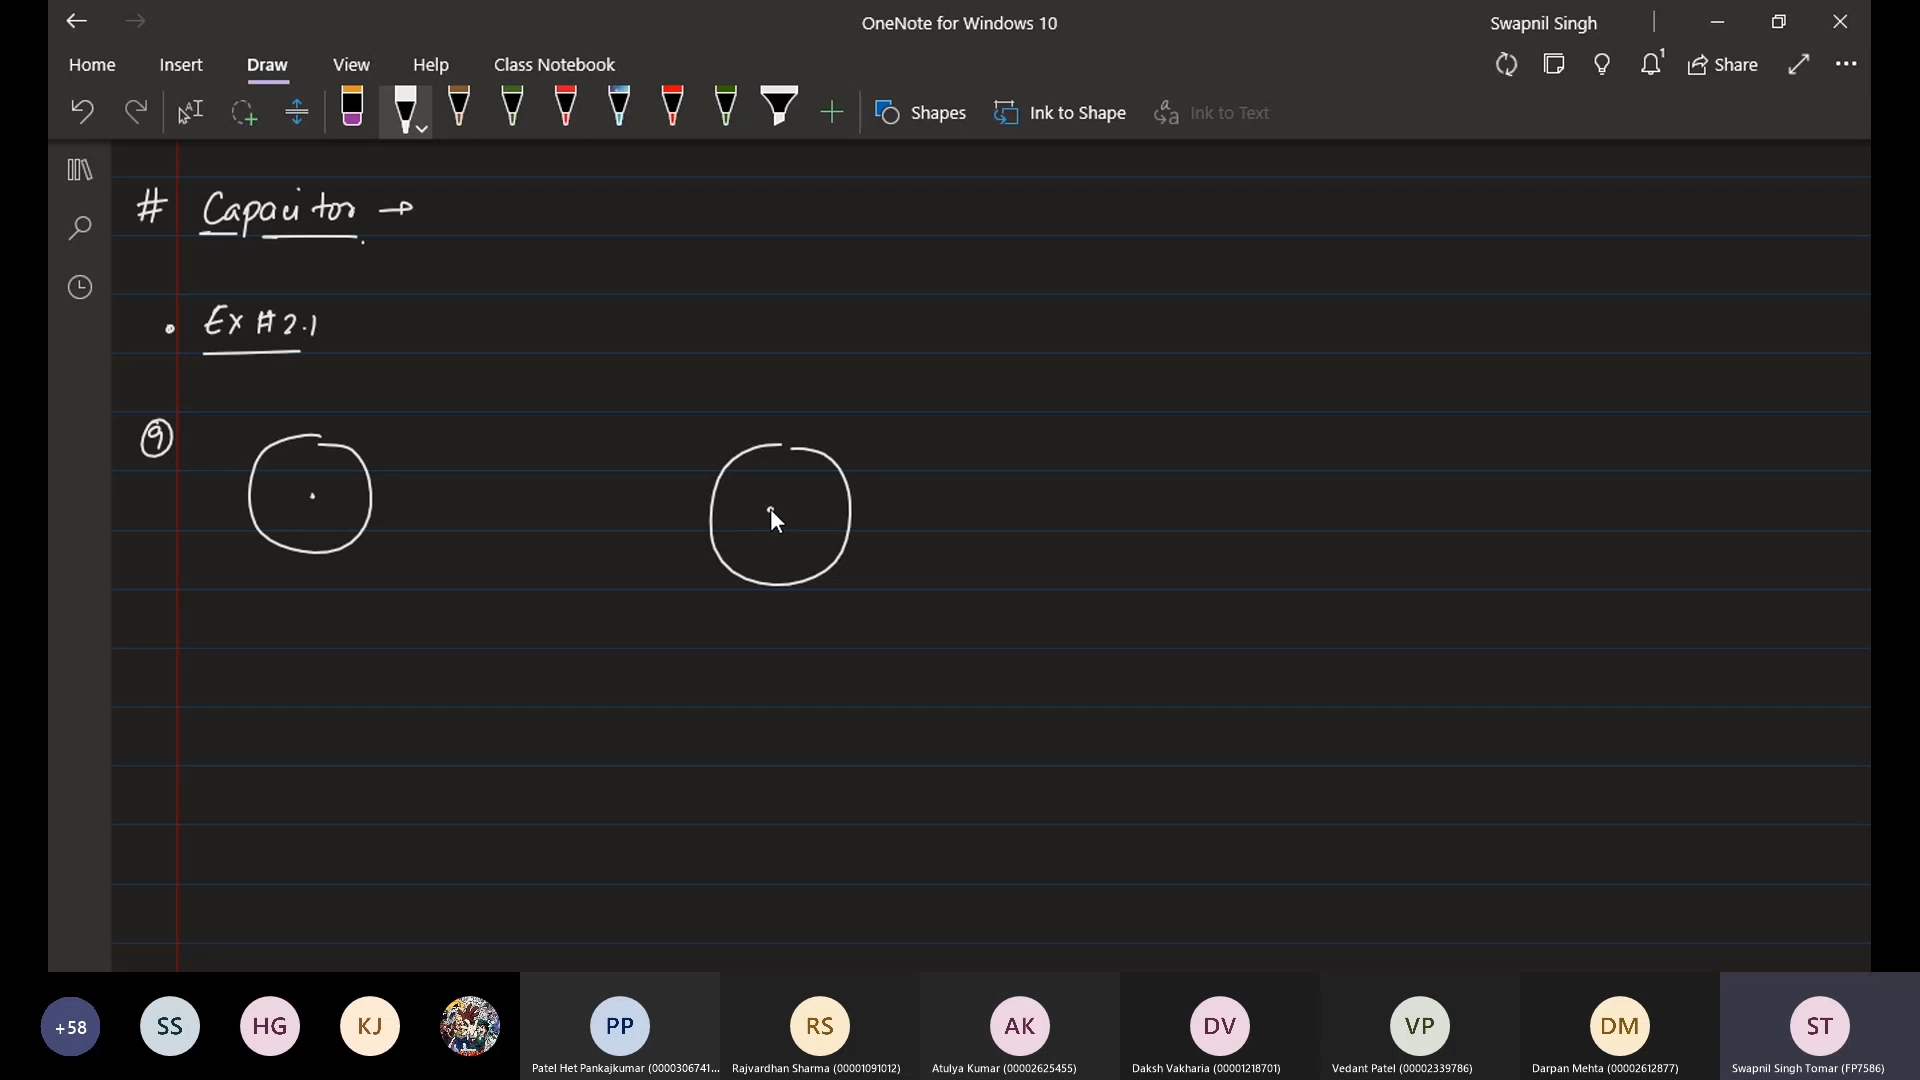 OneNote for Windows 10
Swapnil Singh
Home Insert Draw View Help Class Notebook
1 Share
Shapes Ink to Shape Ink to Text
# Capacitor →
• Ex # 2.1
9
+58 SS HG KJ PP RS AK DV VP DM ST
Patel Het Pankajkumar (0000306741... Rajvardhan Sharma (00001091012) Atulya Kumar (00002625455) Daksh Vakharia (00001218701) Vedant Patel (00002339786) Darpan Mehta (00002612877) Swapnil Singh Tomar (FP7586)